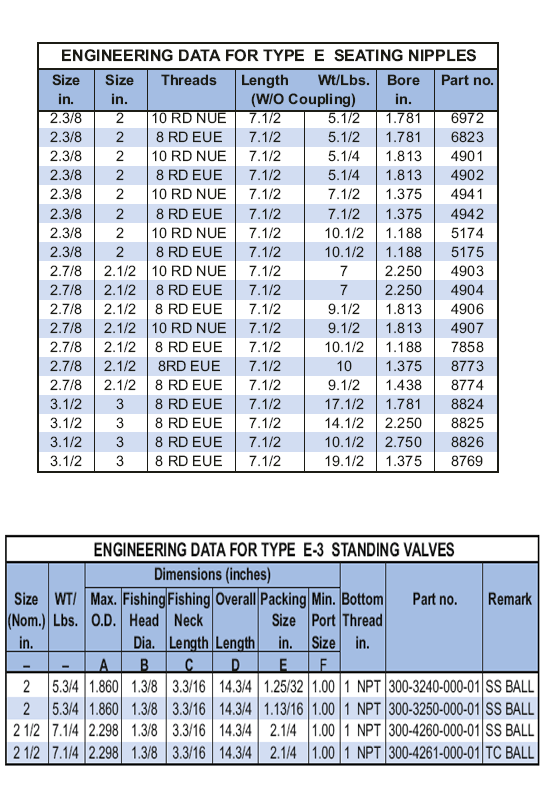 ENGINEERING DATA FOR TYPE E SEATING NIPPLES
Size Size Threads Length Wt/Lbs. Bore Part no.
in. in. (W/O Coupling) in.
2.3/8 2 10 RD NUE 7.1/2 5.1/2 1.781 6972
2.3/8 2 8 RD EUE 7.1/2 5.1/2 1.781 6823
2.3/8 2 10 RD NUE 7.1/2 5.1/4 1.813 4901
2.3/8 2 8 RD EUE 7.1/2 5.1/4 1.813 4902
2.3/8 2 10 RD NUE 7.1/2 7.1/2 1.375 4941
2.3/8 2 8 RD EUE 7.1/2 7.1/2 1.375 4942
2.3/8 2 10 RD NUE 7.1/2 10.1/2 1.188 5174
2.3/8 2 8 RD EUE 7.1/2 10.1/2 1.188 5175
2.7/8 2.1/2 10 RD NUE 7.1/2 7 2.250 4903
2.7/8 2.1/2 8 RD EUE 7.1/2 7 2.250 4904
2.7/8 2.1/2 8 RD EUE 7.1/2 9.1/2 1.813 4906
2.7/8 2.1/2 10 RD NUE 7.1/2 9.1/2 1.813 4907
2.7/8 2.1/2 8 RD EUE 7.1/2 10.1/2 1.188 7858
2.7/8 2.1/2 8RD EUE 7.1/2 10 1.375 8773
2.7/8 2.1/2 8 RD EUE 7.1/2 9.1/2 1.438 8774
3.1/2 3 8 RD EUE 7.1/2 17.1/2 1.781 8824
3.1/2 3 8 RD EUE 7.1/2 14.1/2 2.250 8825
3.1/2 3 8 RD EUE 7.1/2 10.1/2 2.750 8826
3.1/2 3 8 RD EUE 7.1/2 19.1/2 1.375 8769
ENGINEERING DATA FOR TYPE E-3 STANDING VALVES
Dimensions (inches)
Size WT/ Max. Fishing Fishing Overall Packing Min. Bottom Part no. Remark
(Nom.) Lbs. O.D. Head Neck Size Port Thread
in. Dia. Length Length in. Size in.
– – A B C D E F
2 5.3/4 1.860 1.3/8 3.3/16 14.3/4 1.25/32 1.00 1 NPT 300-3240-000-01 SS BALL
2 5.3/4 1.860 1.3/8 3.3/16 14.3/4 1.13/16 1.00 1 NPT 300-3250-000-01 SS BALL
2 1/2 7.1/4 2.298 1.3/8 3.3/16 14.3/4 2.1/4 1.00 1 NPT 300-4260-000-01 SS BALL
2 1/2 7.1/4 2.298 1.3/8 3.3/16 14.3/4 2.1/4 1.00 1 NPT 300-4261-000-01 TC BALL